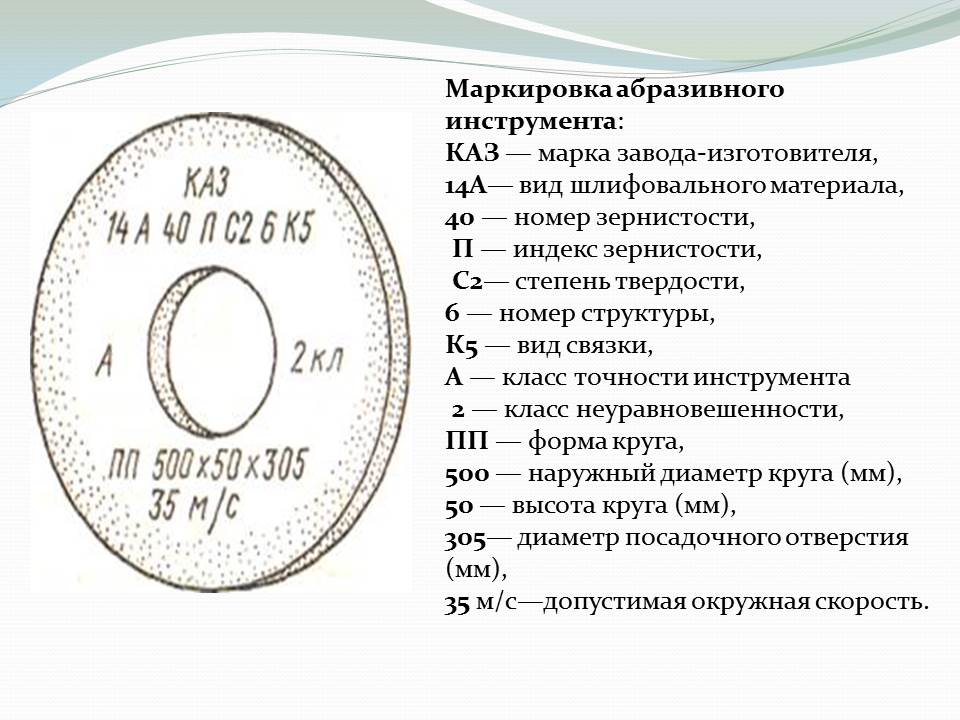 КАЗ
14 А 40 П С2 6 К5
А 2 кл
ПП 500х50х305
35 м/с
Маркировка абразивного
инструмента:
КАЗ — марка завода-изготовителя,
14А— вид шлифовального материала,
40 — номер зернистости,
П — индекс зернистости,
С2— степень твердости,
6 — номер структуры,
К5 — вид связки,
А — класс точности инструмента
2 — класс неуравновешенности,
ПП — форма круга,
500 — наружный диаметр круга (мм),
50 — высота круга (мм),
305— диаметр посадочного отверстия
(мм),
35 м/с—допустимая окружная скорость.